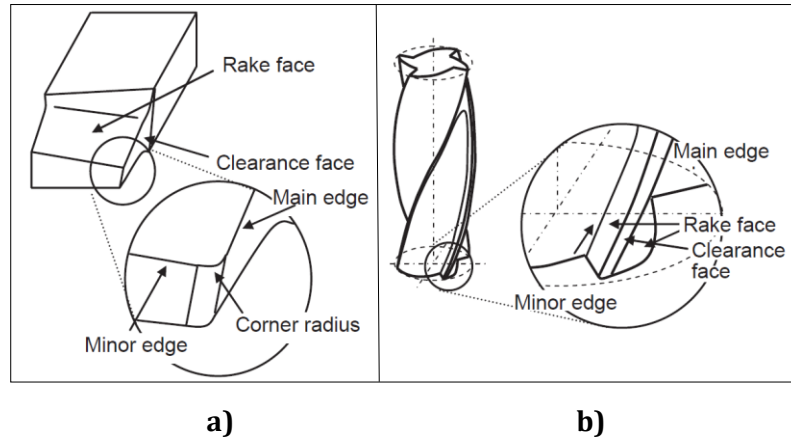 Rake face
Clearance face
Main edge
Minor edge
Corner radius
Main edge
Rake face
Clearance
face
Minor edge
a)
b)